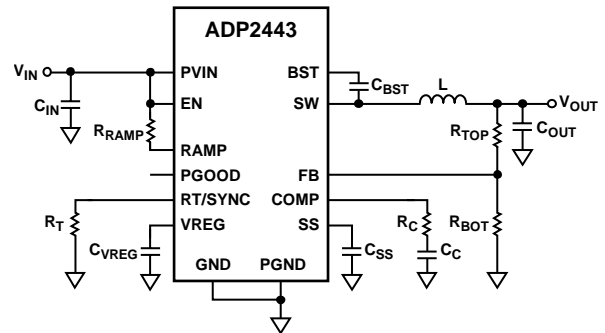 ADP2443
VIN
PVIN
BST
CIN
EN
CBST
SW
L
VOUT
RRAMP
RTOP
COUT
RAMP
PGOOD
FB
RT/SYNC
COMP
RT
VREG
SS
RC
RBOT
CVREG
CSS
CC
GND
PGND